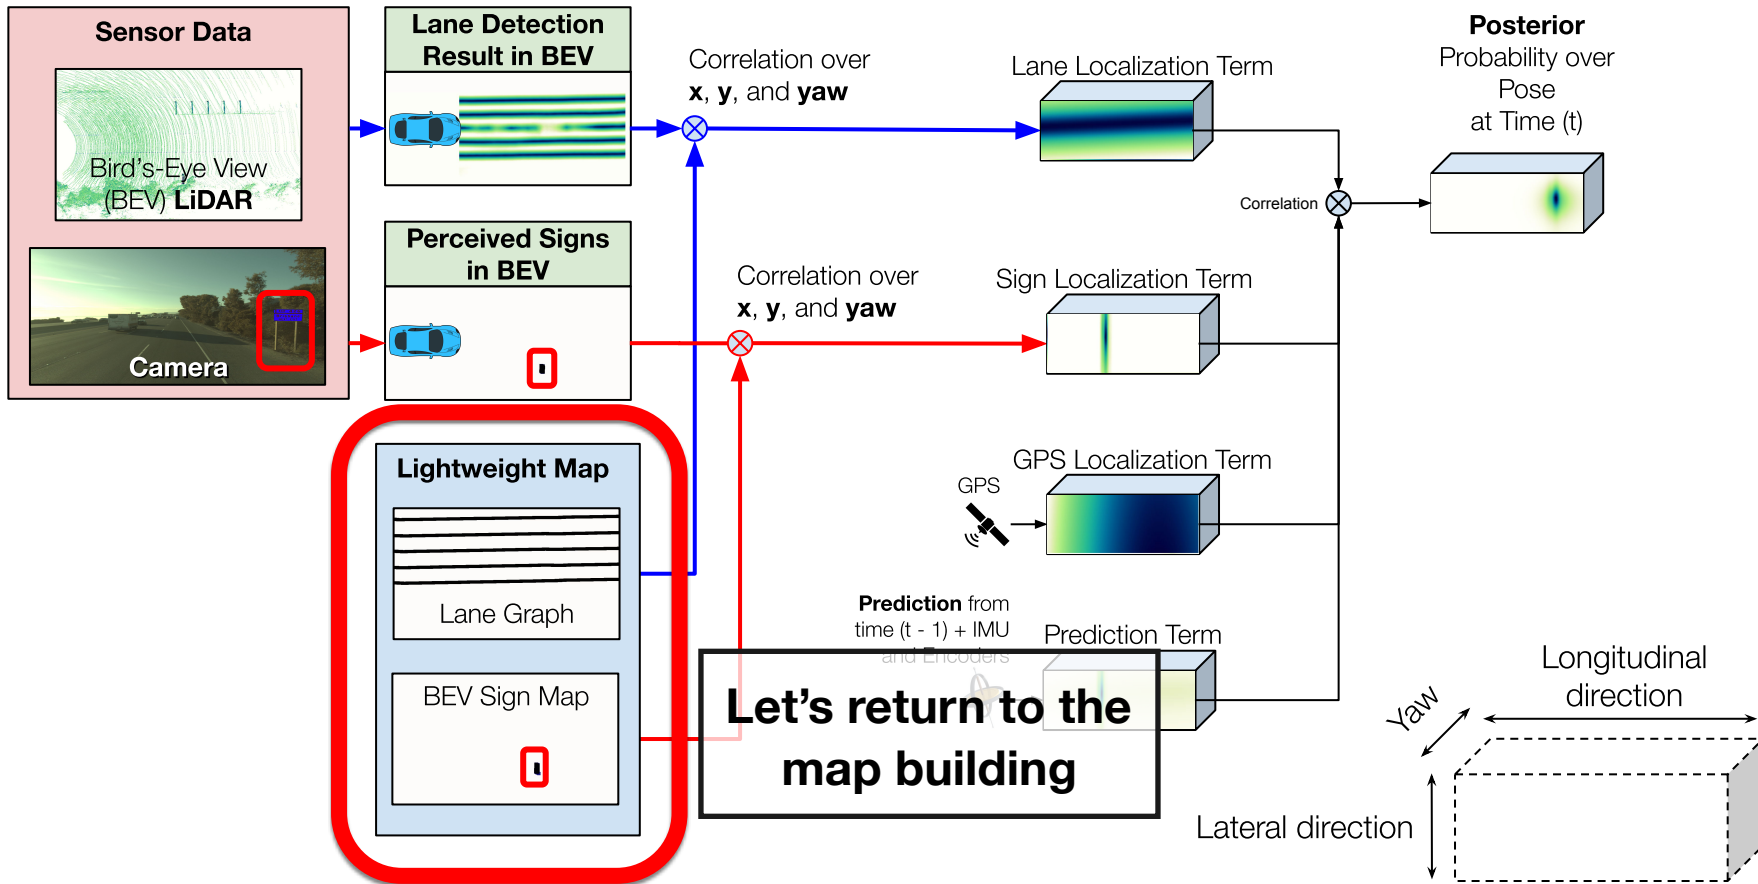 Sensor Data
Bird's-Eye View
(BEV) LiDAR
Camera
Lane Detection
Result in BEV
Perceived Signs
in BEV
Lightweight Map
Lane Graph
BEV Sign Map
Correlation over
x, y, and yaw
Correlation over
x, y, and yaw
Lane Localization Term
Sign Localization Term
GPS Localization Term
GPS
Prediction from
time (t - 1) + IMU
and Encoders
Prediction Term
Let's return to the
map building
Correlation
Posterior
Probability over
Pose
at Time (t)
Longitudinal
direction
Yaw
Lateral direction